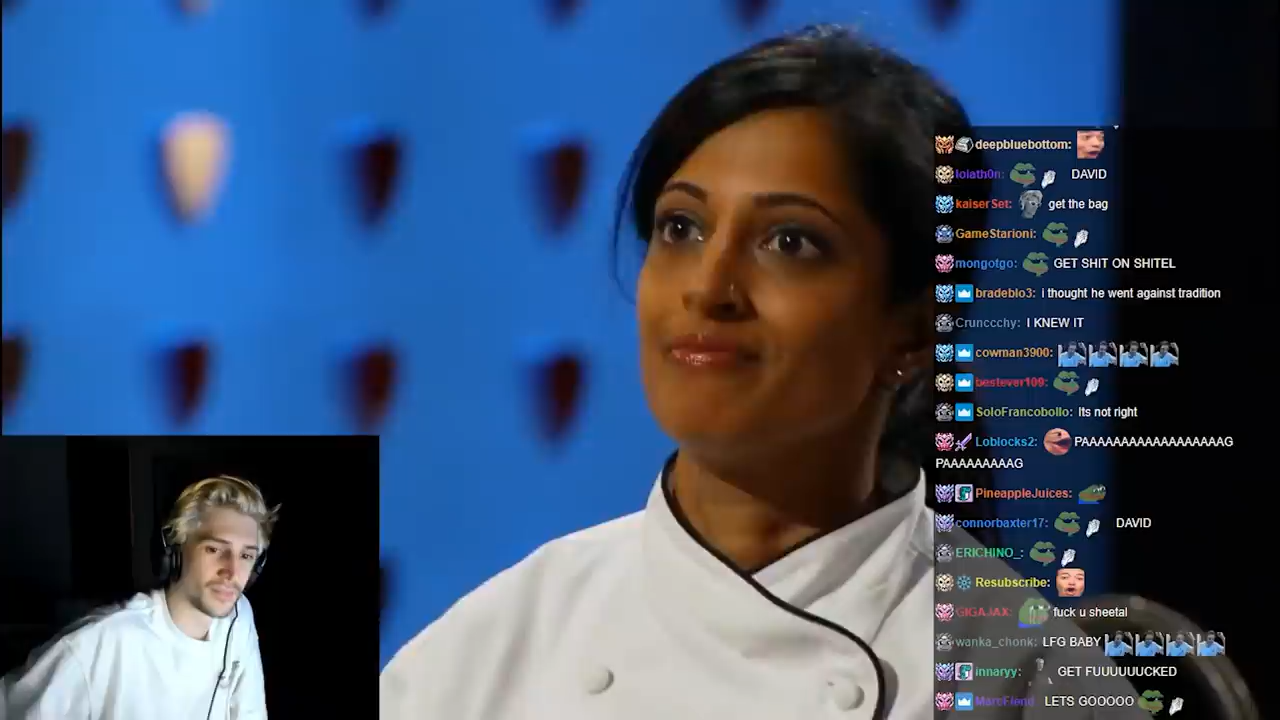 deepbluebottom:
lolath0n: DAVID
kaiserSet: get the bag
GameStarioni:
mongotgo: GET SHIT ON SHITEL
bradeblo3: i thought he went against tradition
Crunccchy: I KNEW IT
cowman3900:
bestever109:
SoloFrancobollo: Its not right
Loblocks2: PAAAAAAAAAAAAAAAAAAG
PAAAAAAAAG
PineappleJuices:
connorbaxter17: DAVID
ERICHINO_:
Resubscribe:
GIGAJAX: fuck u sheetal
wanka_chonk: LFG BABY
innaryy: GET FUUUUUUCKED
MarcFiend LETS GOOOOO